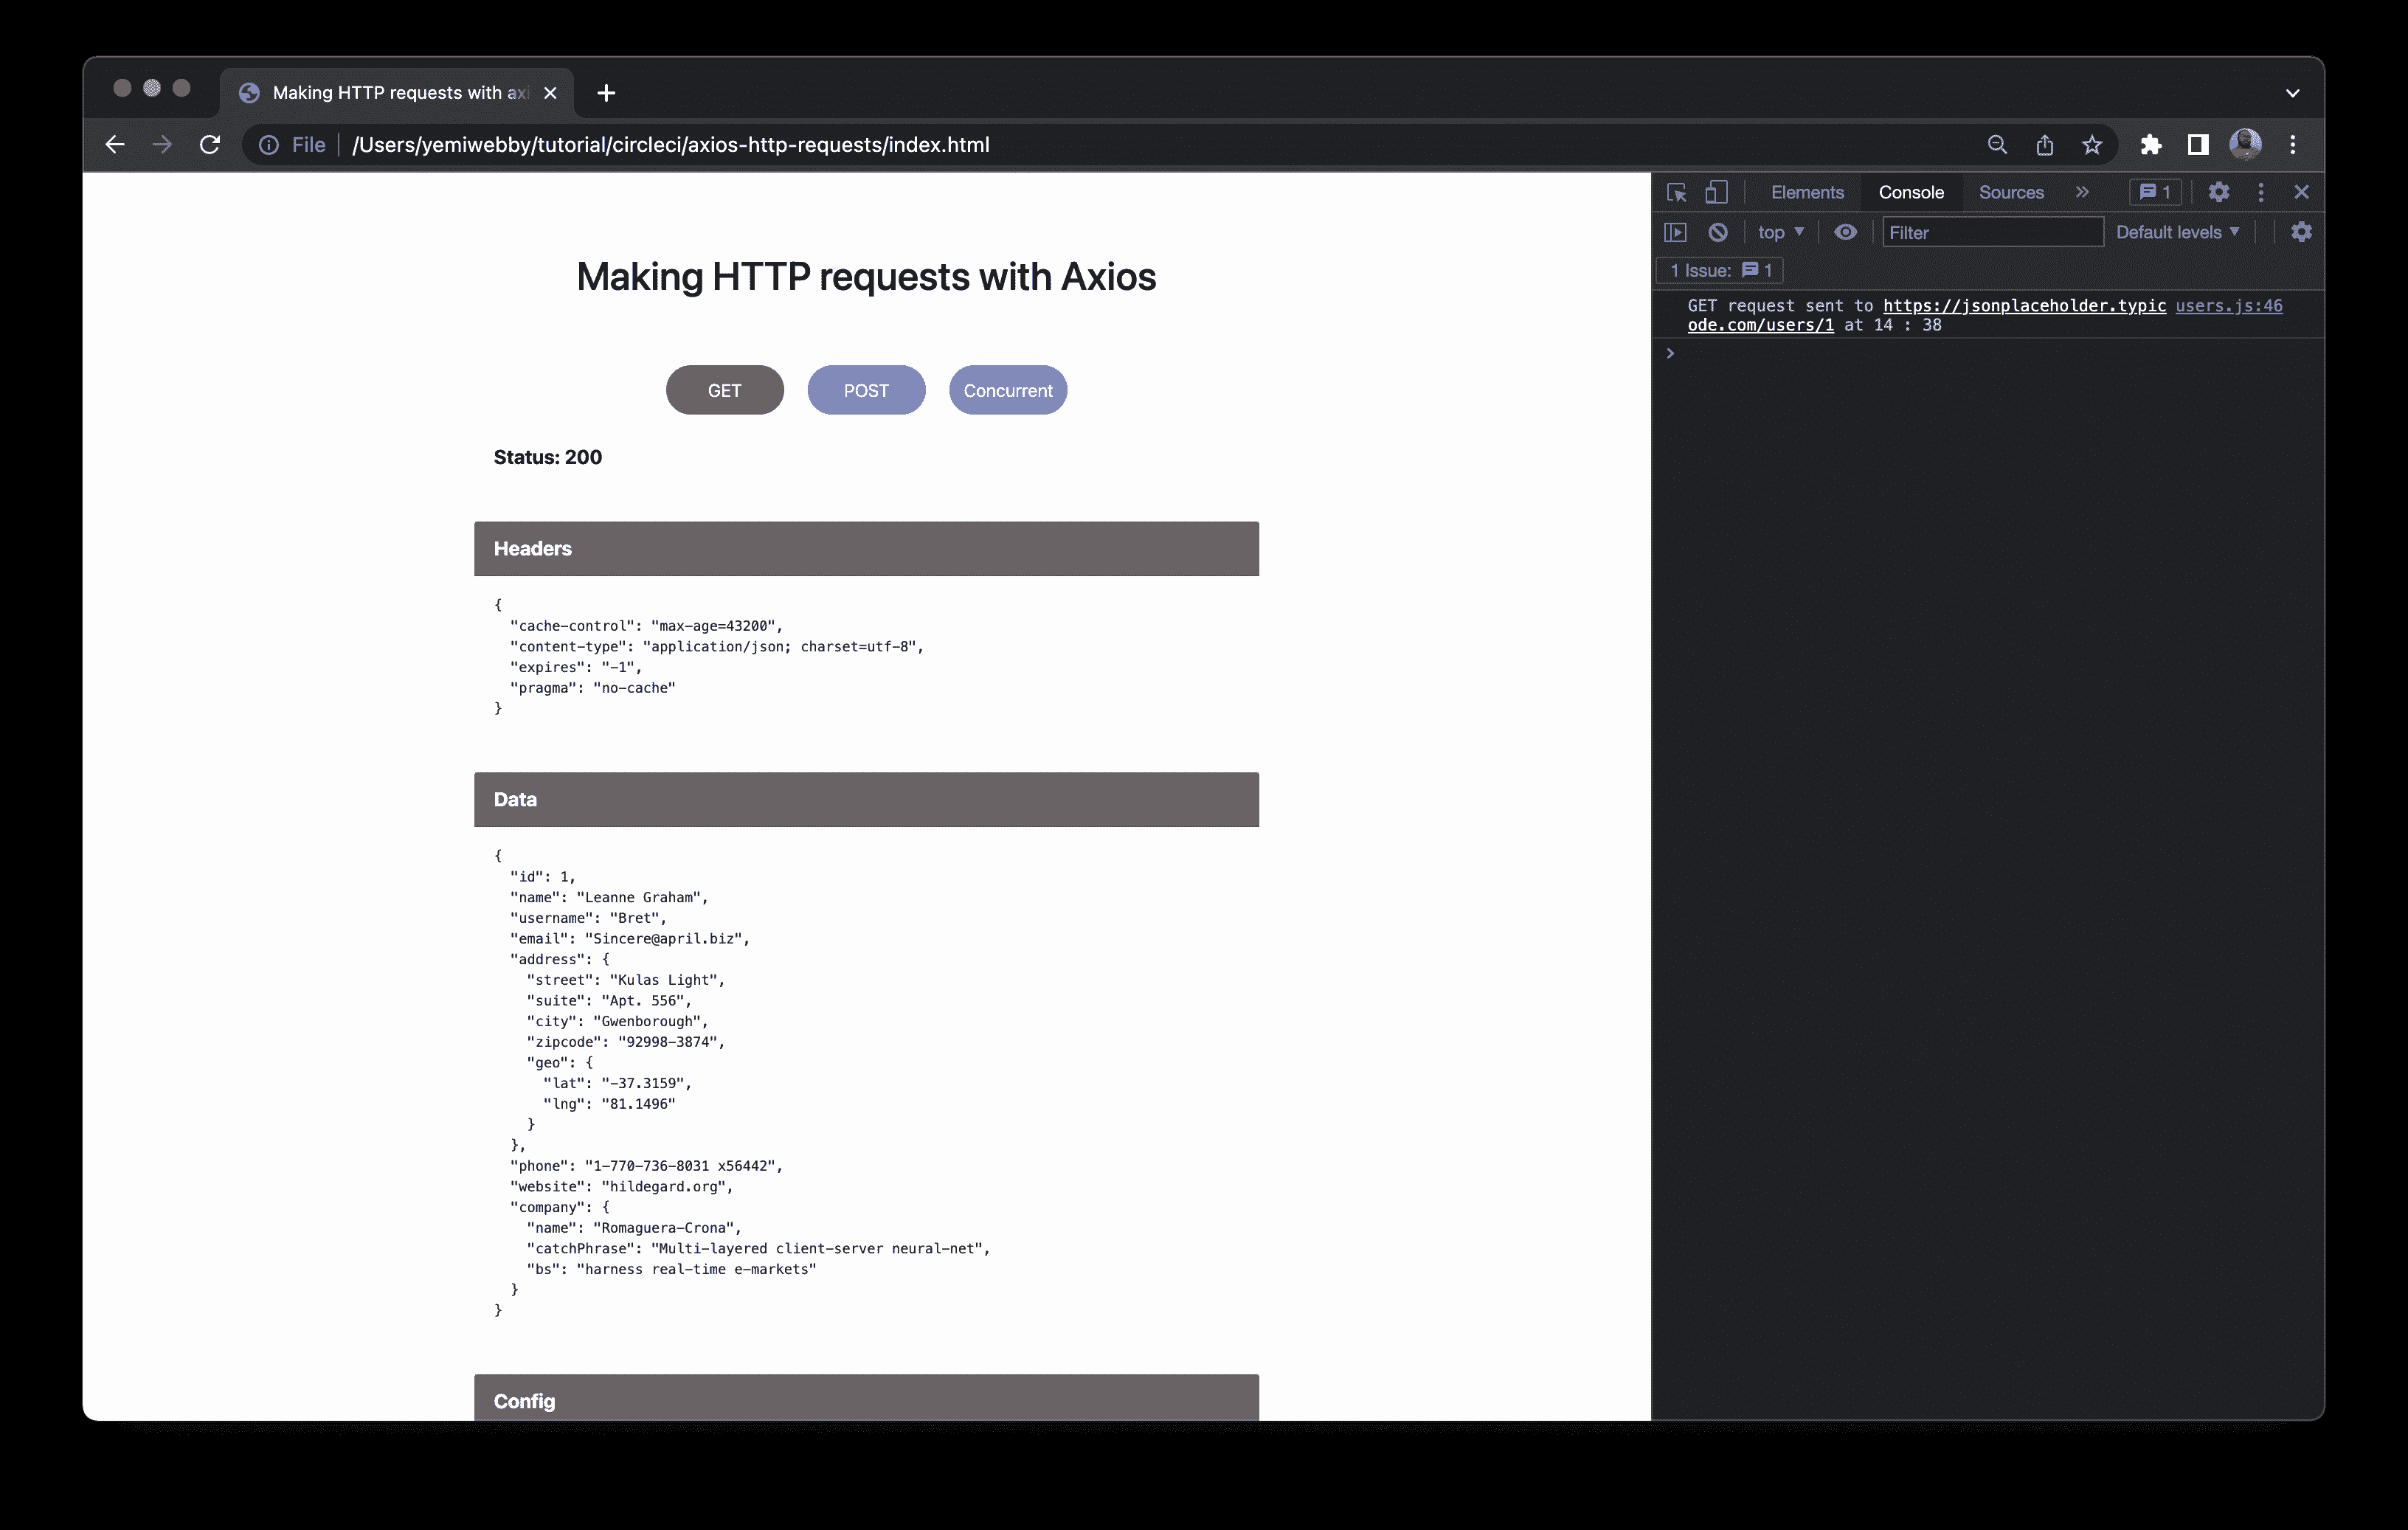 Making HTTP requests with axi
File /Users/yemiwebby/tutorial/circleci/axios-http-requests/index.html
Making HTTP requests with Axios
GET POST Concurrent
Status: 200
Headers
{
  "cache-control": "max-age=43200",
  "content-type": "application/json; charset=utf-8",
  "expires": "-1",
  "pragma": "no-cache"
}
Data
{
  "id": 1,
  "name": "Leanne Graham",
  "username": "Bret",
  "email": "Sincere@april.biz",
  "address": {
    "street": "Kulas Light",
    "suite": "Apt. 556",
    "city": "Gwenborough",
    "zipcode": "92998-3874",
    "geo": {
      "lat": "-37.3159",
      "lng": "81.1496"
    }
  },
  "phone": "1-770-736-8031 x56442",
  "website": "hildegard.org",
  "company": {
    "name": "Romaguera-Crona",
    "catchPhrase": "Multi-layered client-server neural-net",
    "bs": "harness real-time e-markets"
  }
}
Config
Elements Console Sources » 1
top Filter Default levels
1 Issue: 1
GET request sent to https://jsonplaceholder.typic users.js:46
ode.com/users/1 at 14 : 38